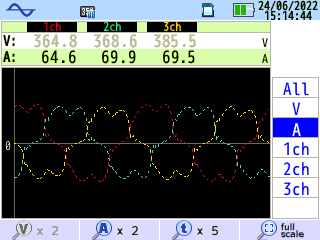 24/06/2022
15:14:44
1ch 2ch 3ch
V: 364.8 368.6 385.5 V
A: 64.6 69.9 69.5 A
All
V
A
1ch
2ch
3ch
0
V x 2 A x 2 t x 5 full scale